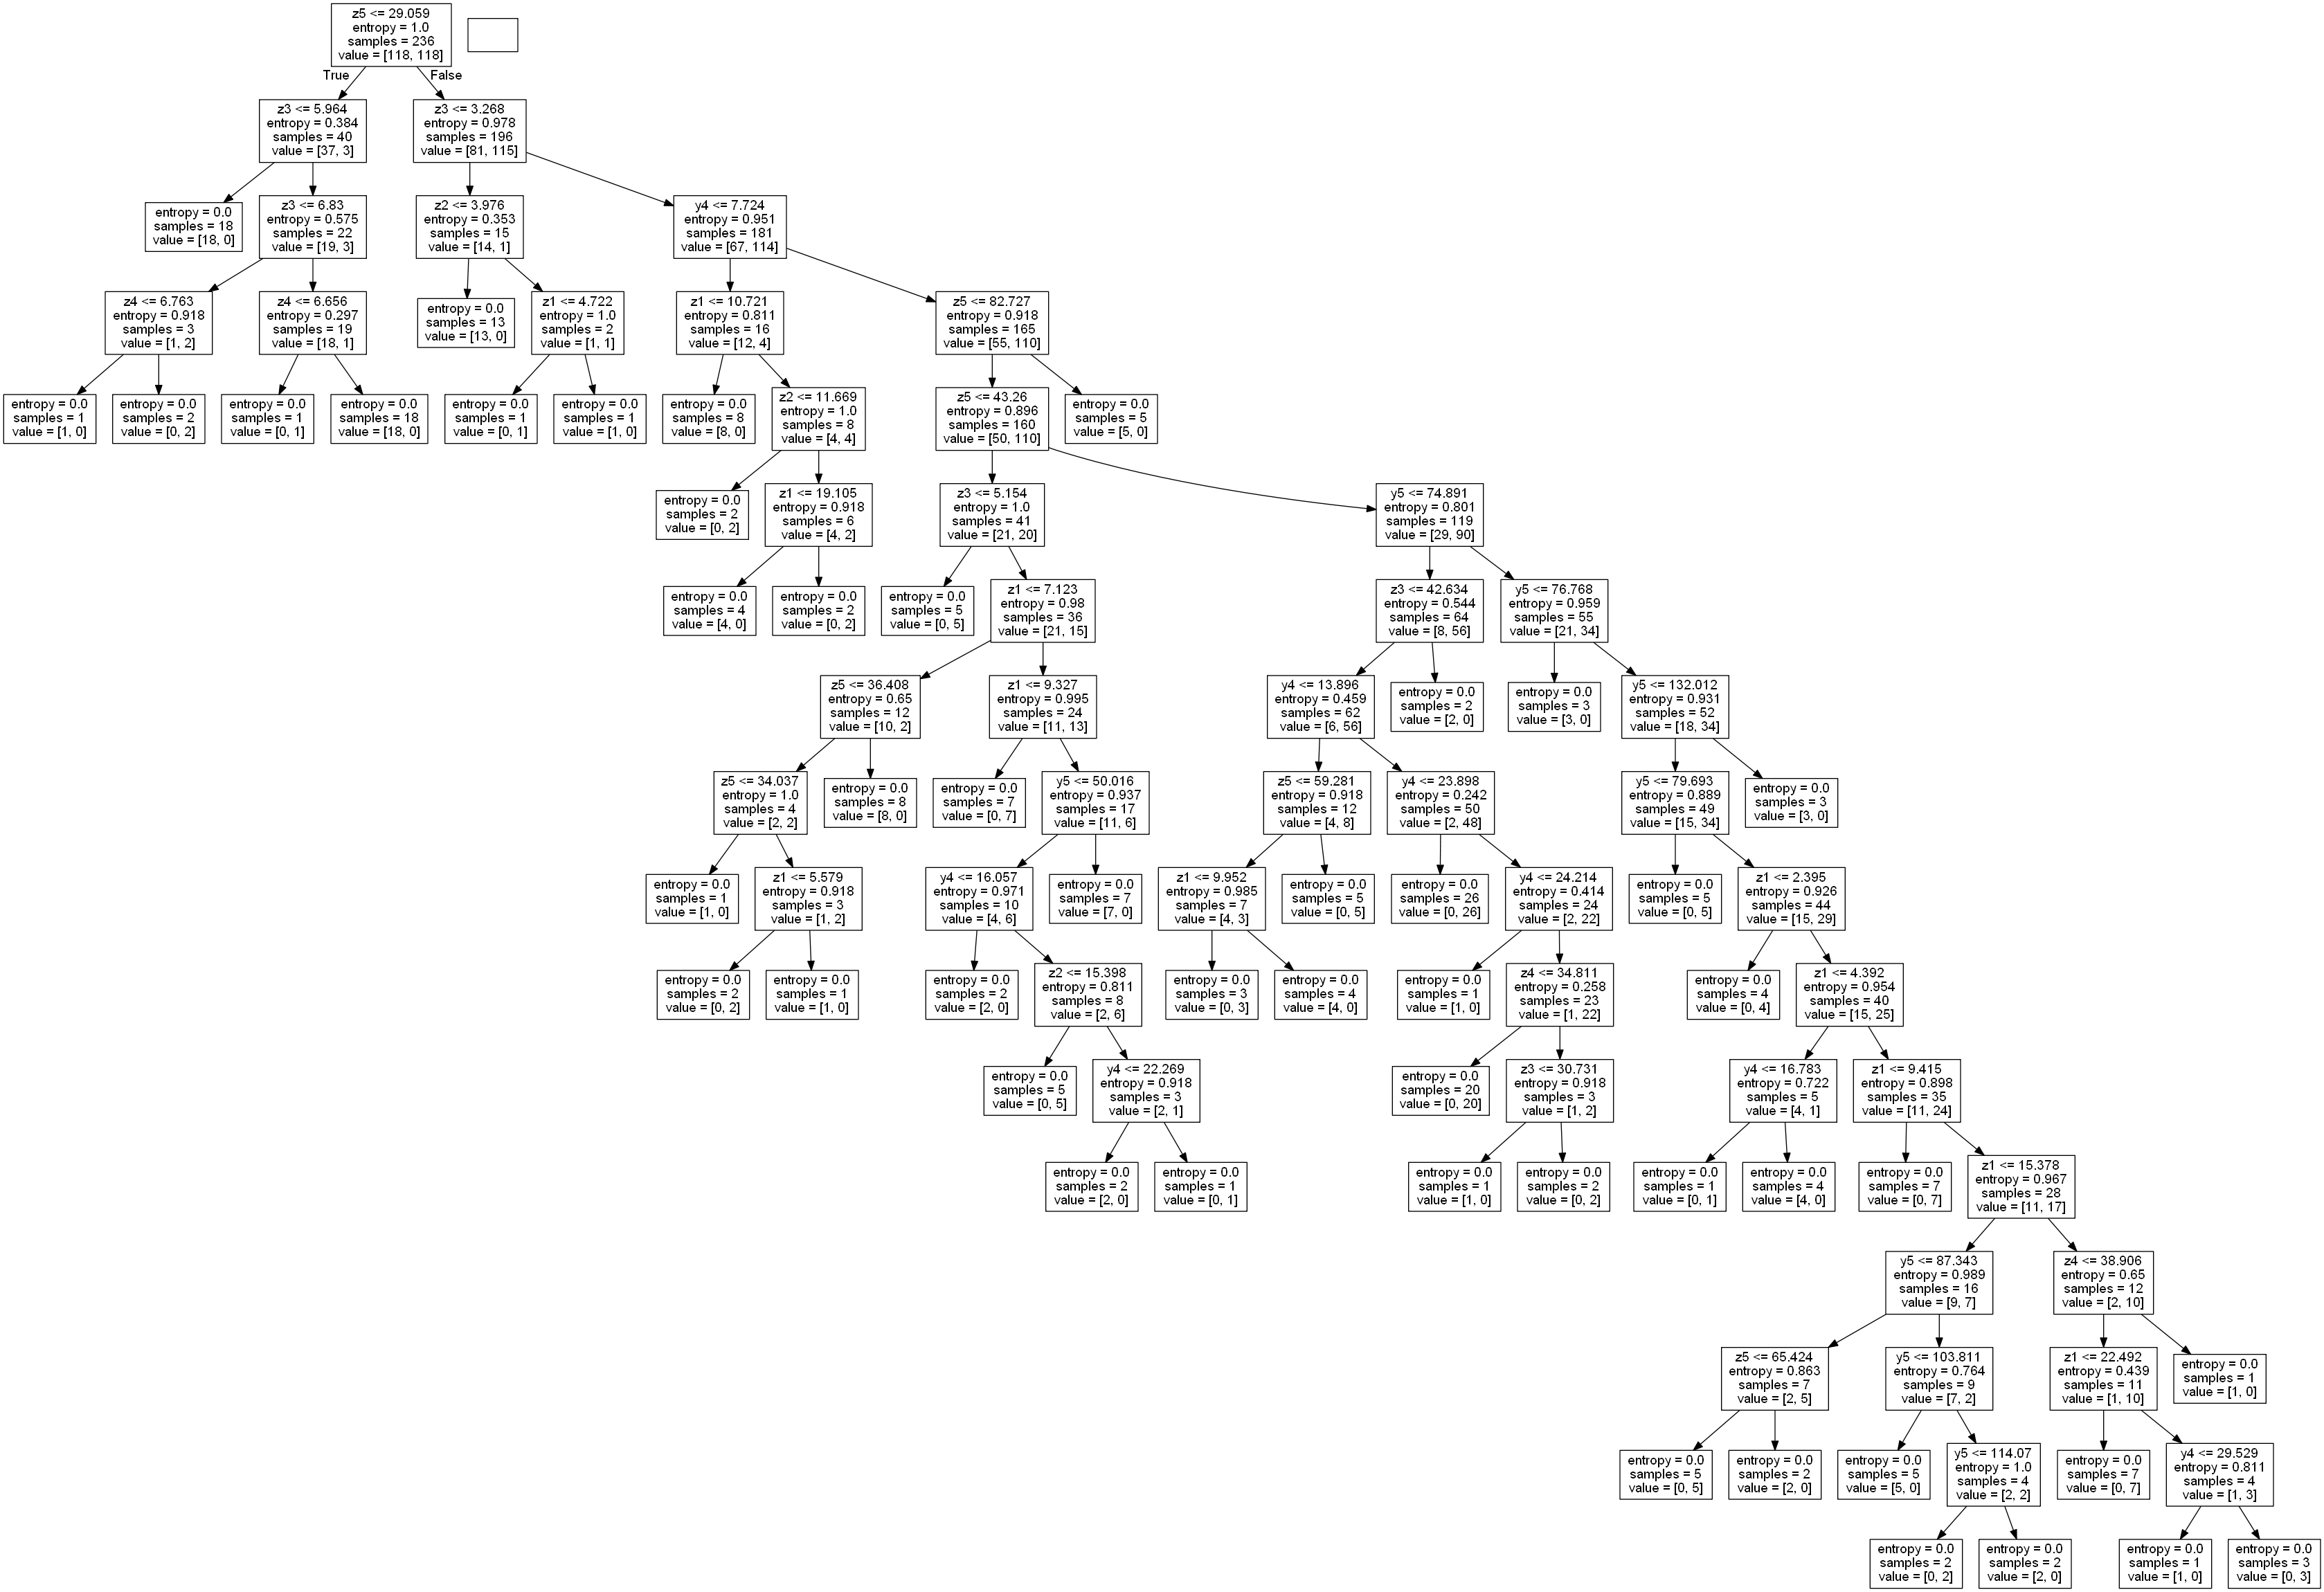 z5 <= 29.059
entropy = 1.0
samples = 236
value = [118, 118]
True
False
z3 <= 5.964
entropy = 0.384
samples = 40
value = [37, 3]
z3 <= 3.268
entropy = 0.978
samples = 196
value = [81, 115]
entropy = 0.0
samples = 18
value = [18, 0]
z3 <= 6.83
entropy = 0.575
samples = 22
value = [19, 3]
z2 <= 3.976
entropy = 0.353
samples = 15
value = [14, 1]
y4 <= 7.724
entropy = 0.951
samples = 181
value = [67, 114]
z4 <= 6.763
entropy = 0.918
samples = 3
value = [1, 2]
z4 <= 6.656
entropy = 0.297
samples = 19
value = [18, 1]
entropy = 0.0
samples = 13
value = [13, 0]
z1 <= 4.722
entropy = 1.0
samples = 2
value = [1, 1]
z1 <= 10.721
entropy = 0.811
samples = 16
value = [12, 4]
z5 <= 82.727
entropy = 0.918
samples = 165
value = [55, 110]
entropy = 0.0
samples = 1
value = [1, 0]
entropy = 0.0
samples = 2
value = [0, 2]
entropy = 0.0
samples = 1
value = [0, 1]
entropy = 0.0
samples = 18
value = [18, 0]
entropy = 0.0
samples = 1
value = [0, 1]
entropy = 0.0
samples = 1
value = [1, 0]
entropy = 0.0
samples = 8
value = [8, 0]
z2 <= 11.669
entropy = 1.0
samples = 8
value = [4, 4]
z5 <= 43.26
entropy = 0.896
samples = 160
value = [50, 110]
entropy = 0.0
samples = 5
value = [5, 0]
entropy = 0.0
samples = 2
value = [0, 2]
z1 <= 19.105
entropy = 0.918
samples = 6
value = [4, 2]
z3 <= 5.154
entropy = 1.0
samples = 41
value = [21, 20]
y5 <= 74.891
entropy = 0.801
samples = 119
value = [29, 90]
entropy = 0.0
samples = 4
value = [4, 0]
entropy = 0.0
samples = 2
value = [0, 2]
entropy = 0.0
samples = 5
value = [0, 5]
z1 <= 7.123
entropy = 0.98
samples = 36
value = [21, 15]
z3 <= 42.634
entropy = 0.544
samples = 64
value = [8, 56]
y5 <= 76.768
entropy = 0.959
samples = 55
value = [21, 34]
z5 <= 36.408
entropy = 0.65
samples = 12
value = [10, 2]
z1 <= 9.327
entropy = 0.995
samples = 24
value = [11, 13]
y4 <= 13.896
entropy = 0.459
samples = 62
value = [6, 56]
entropy = 0.0
samples = 2
value = [2, 0]
entropy = 0.0
samples = 3
value = [3, 0]
y5 <= 132.012
entropy = 0.931
samples = 52
value = [18, 34]
z5 <= 34.037
entropy = 1.0
samples = 4
value = [2, 2]
entropy = 0.0
samples = 8
value = [8, 0]
entropy = 0.0
samples = 7
value = [0, 7]
y5 <= 50.016
entropy = 0.937
samples = 17
value = [11, 6]
z5 <= 59.281
entropy = 0.918
samples = 12
value = [4, 8]
y4 <= 23.898
entropy = 0.242
samples = 50
value = [2, 48]
y5 <= 79.693
entropy = 0.889
samples = 49
value = [15, 34]
entropy = 0.0
samples = 3
value = [3, 0]
entropy = 0.0
samples = 1
value = [1, 0]
z1 <= 5.579
entropy = 0.918
samples = 3
value = [1, 2]
y4 <= 16.057
entropy = 0.971
samples = 10
value = [4, 6]
entropy = 0.0
samples = 7
value = [7, 0]
z1 <= 9.952
entropy = 0.985
samples = 7
value = [4, 3]
entropy = 0.0
samples = 5
value = [0, 5]
entropy = 0.0
samples = 26
value = [0, 26]
y4 <= 24.214
entropy = 0.414
samples = 24
value = [2, 22]
entropy = 0.0
samples = 5
value = [0, 5]
z1 <= 2.395
entropy = 0.926
samples = 44
value = [15, 29]
entropy = 0.0
samples = 2
value = [0, 2]
entropy = 0.0
samples = 1
value = [1, 0]
entropy = 0.0
samples = 2
value = [2, 0]
z2 <= 15.398
entropy = 0.811
samples = 8
value = [2, 6]
entropy = 0.0
samples = 3
value = [0, 3]
entropy = 0.0
samples = 4
value = [4, 0]
entropy = 0.0
samples = 1
value = [1, 0]
z4 <= 34.811
entropy = 0.258
samples = 23
value = [1, 22]
entropy = 0.0
samples = 4
value = [0, 4]
z1 <= 4.392
entropy = 0.954
samples = 40
value = [15, 25]
entropy = 0.0
samples = 5
value = [0, 5]
y4 <= 22.269
entropy = 0.918
samples = 3
value = [2, 1]
entropy = 0.0
samples = 20
value = [0, 20]
z3 <= 30.731
entropy = 0.918
samples = 3
value = [1, 2]
y4 <= 16.783
entropy = 0.722
samples = 5
value = [4, 1]
z1 <= 9.415
entropy = 0.898
samples = 35
value = [11, 24]
entropy = 0.0
samples = 2
value = [2, 0]
entropy = 0.0
samples = 1
value = [0, 1]
entropy = 0.0
samples = 1
value = [1, 0]
entropy = 0.0
samples = 2
value = [0, 2]
entropy = 0.0
samples = 1
value = [0, 1]
entropy = 0.0
samples = 4
value = [4, 0]
entropy = 0.0
samples = 7
value = [0, 7]
z1 <= 15.378
entropy = 0.967
samples = 28
value = [11, 17]
y5 <= 87.343
entropy = 0.989
samples = 16
value = [9, 7]
z4 <= 38.906
entropy = 0.65
samples = 12
value = [2, 10]
z5 <= 65.424
entropy = 0.863
samples = 7
value = [2, 5]
y5 <= 103.811
entropy = 0.764
samples = 9
value = [7, 2]
z1 <= 22.492
entropy = 0.439
samples = 11
value = [1, 10]
entropy = 0.0
samples = 1
value = [1, 0]
entropy = 0.0
samples = 5
value = [0, 5]
entropy = 0.0
samples = 2
value = [2, 0]
entropy = 0.0
samples = 5
value = [5, 0]
y5 <= 114.07
entropy = 1.0
samples = 4
value = [2, 2]
entropy = 0.0
samples = 7
value = [0, 7]
y4 <= 29.529
entropy = 0.811
samples = 4
value = [1, 3]
entropy = 0.0
samples = 2
value = [0, 2]
entropy = 0.0
samples = 2
value = [2, 0]
entropy = 0.0
samples = 1
value = [1, 0]
entropy = 0.0
samples = 3
value = [0, 3]